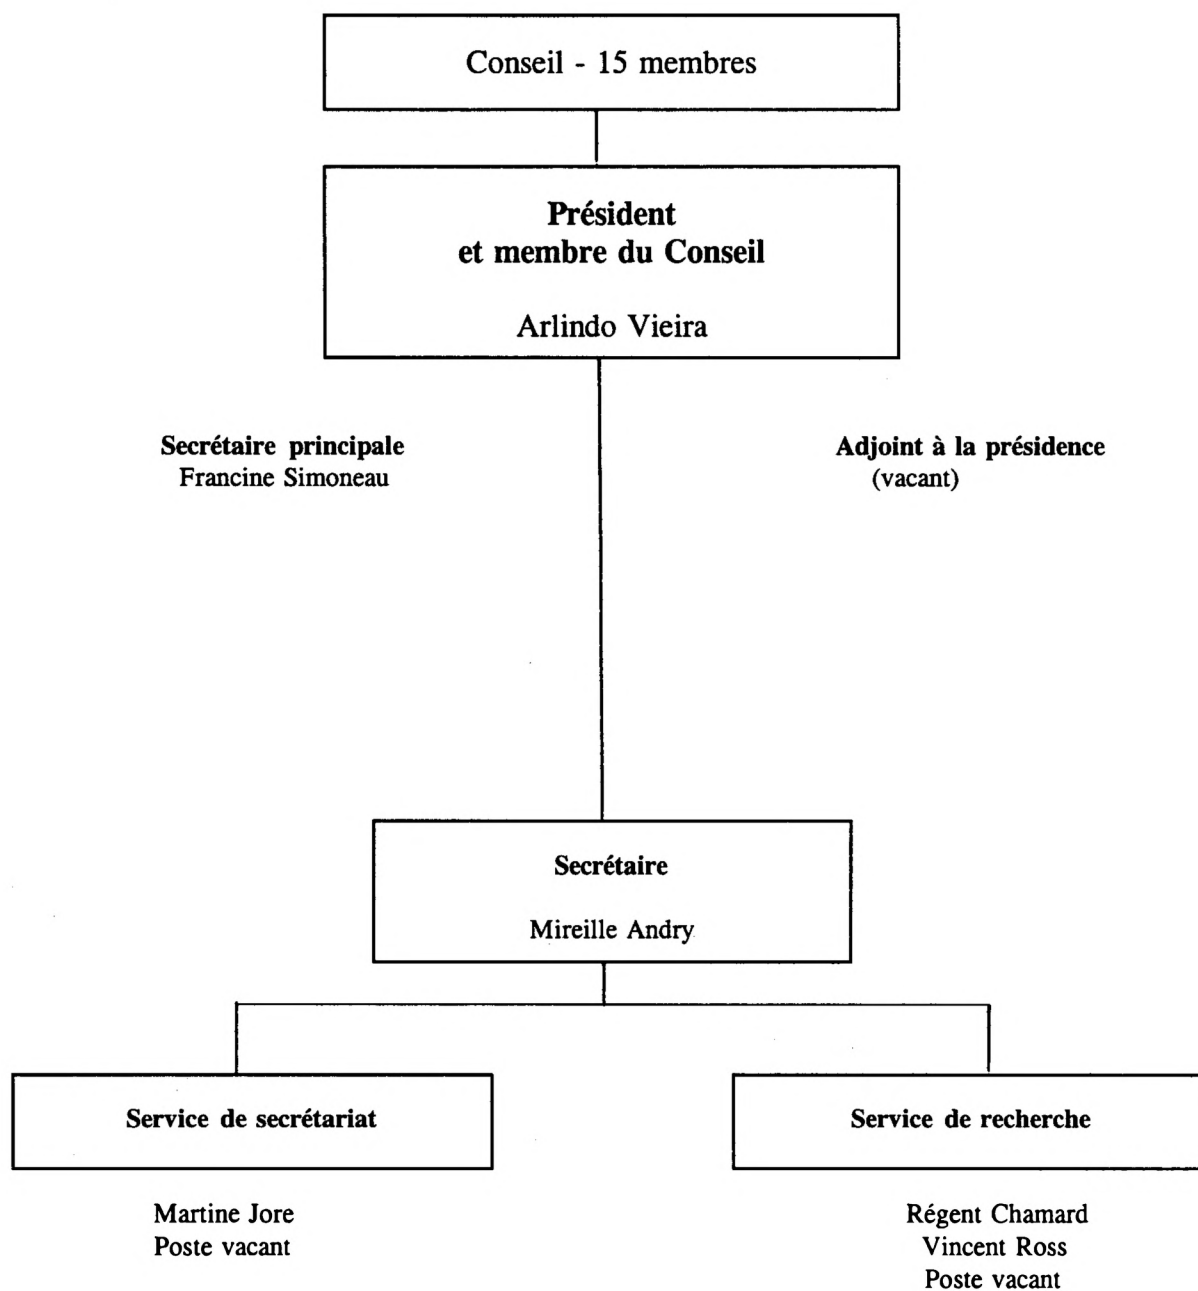 Conseil - 15 membres
Président
et membre du Conseil
Arlindo Vieira
Secrétaire principale
Francine Simoneau
Adjoint à la présidence
(vacant)
Secrétaire
Mireille Andry
Service de secrétariat
Martine Jore
Poste vacant
Service de recherche
Régent Chamard
Vincent Ross
Poste vacant